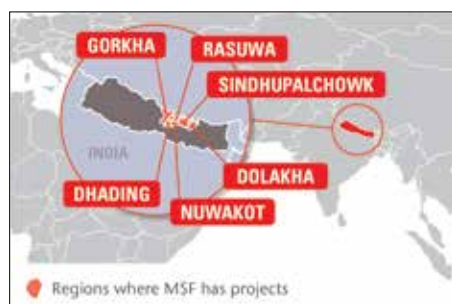 GORKHA
RASUWA
SINDHUPALCHOWK
INDIA
DHADING
DOLAKHA
NUWAKOT
Regions where MSF has projects